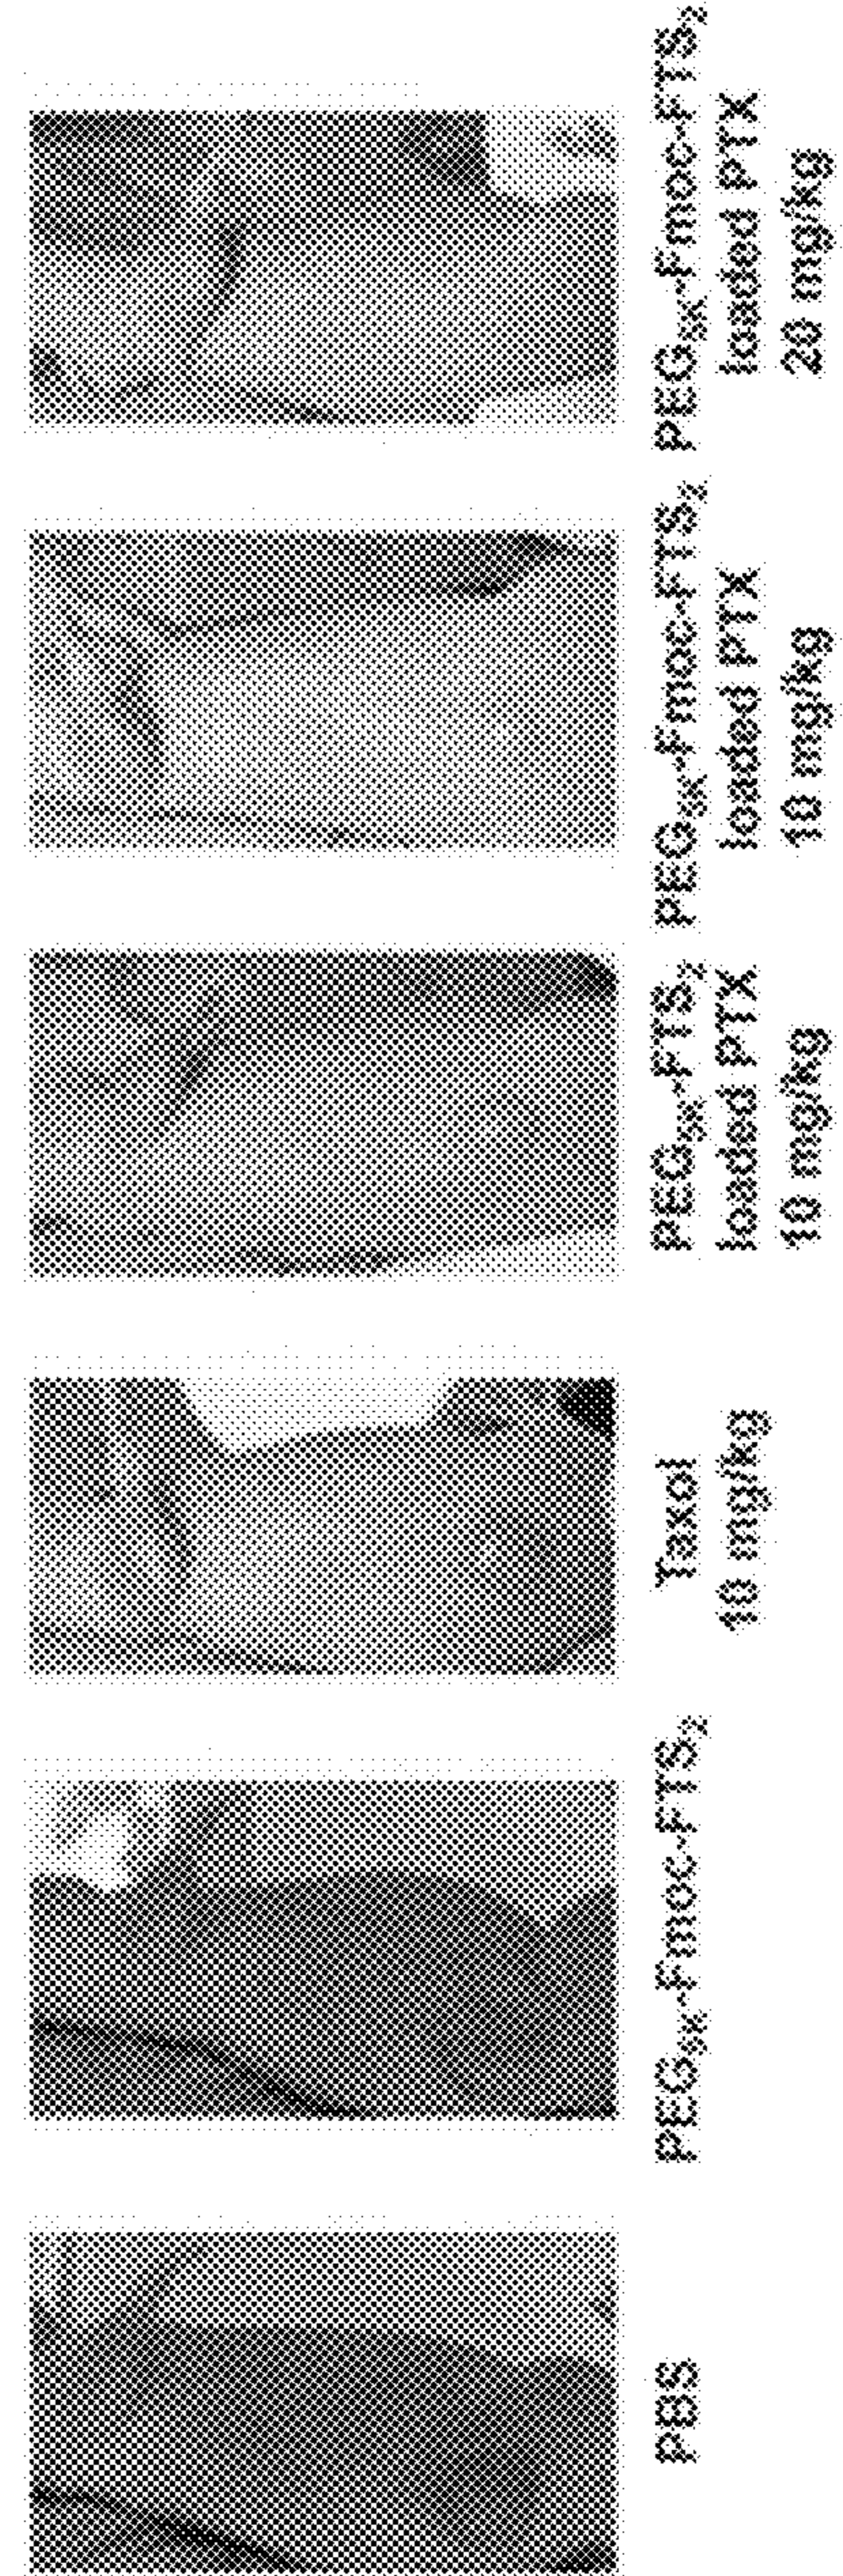 PBS
PEG5K-Fmoc-FTS2
Taxol
10 mg/kg
PEG5K-FTS2
loaded PTX
10 mg/kg
PEG5K-Fmoc-FTS2
loaded PTX
10 mg/kg
PEG5K-Fmoc-FTS2
loaded PTX
20 mg/kg